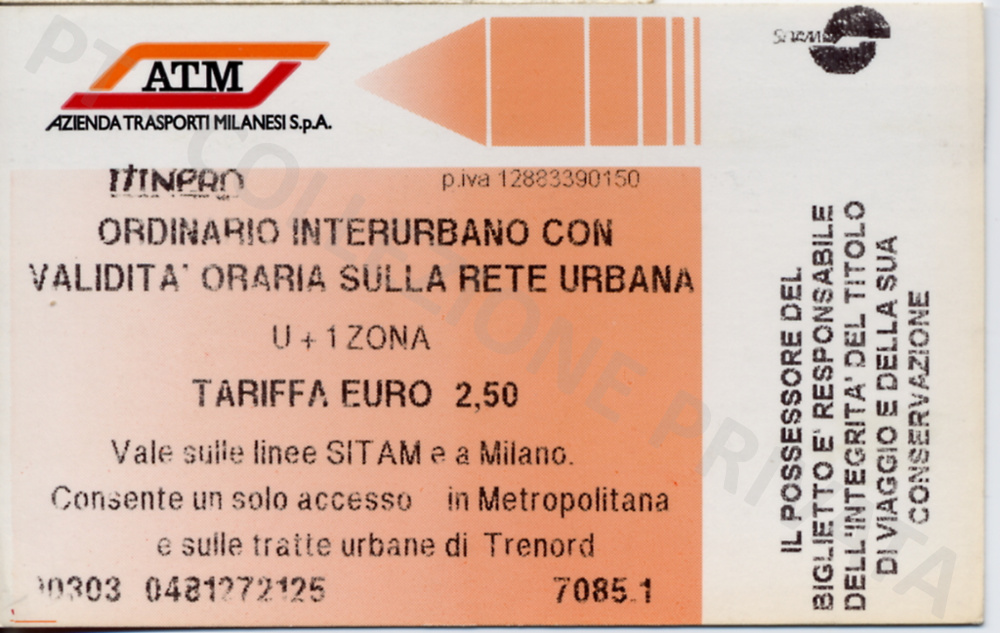 ATM
AZIENDA TRASPORTI MILANESI S.p.A.
p.iva 12883390150
ORDINARIO INTERURBANO CON
VALIDITA' ORARIA SULLA RETE URBANA
U + 1 ZONA
TARIFFA EURO 2,50
Vale sulle linee SITAM e a Milano.
Consente un solo accesso in Metropolitana
e sulle tratte urbane di Trenord
0303 0481272125 7085.1
IL POSSESSORE DEL
BIGLIETTO E' RESPONSABILE
DELL'INTEGRITA' DEL TITOLO
DI VIAGGIO E DELLA SUA
CONSERVAZIONE
COLLEZIONE PRIVATA